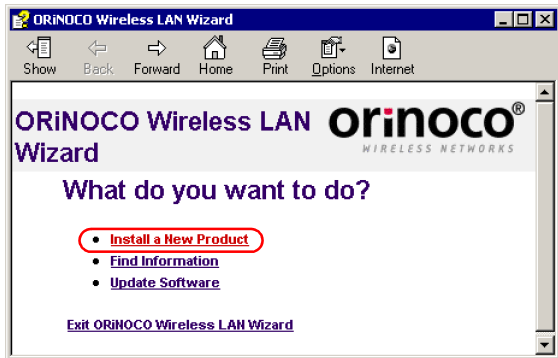 ORiNOCO Wireless LAN Wizard
Show Back Forward Home Print Options Internet
ORiNOCO Wireless LAN Wizard
orinoco®
WIRELESS NETWORKS
What do you want to do?
Install a New Product
Find Information
Update Software
Exit ORiNOCO Wireless LAN Wizard